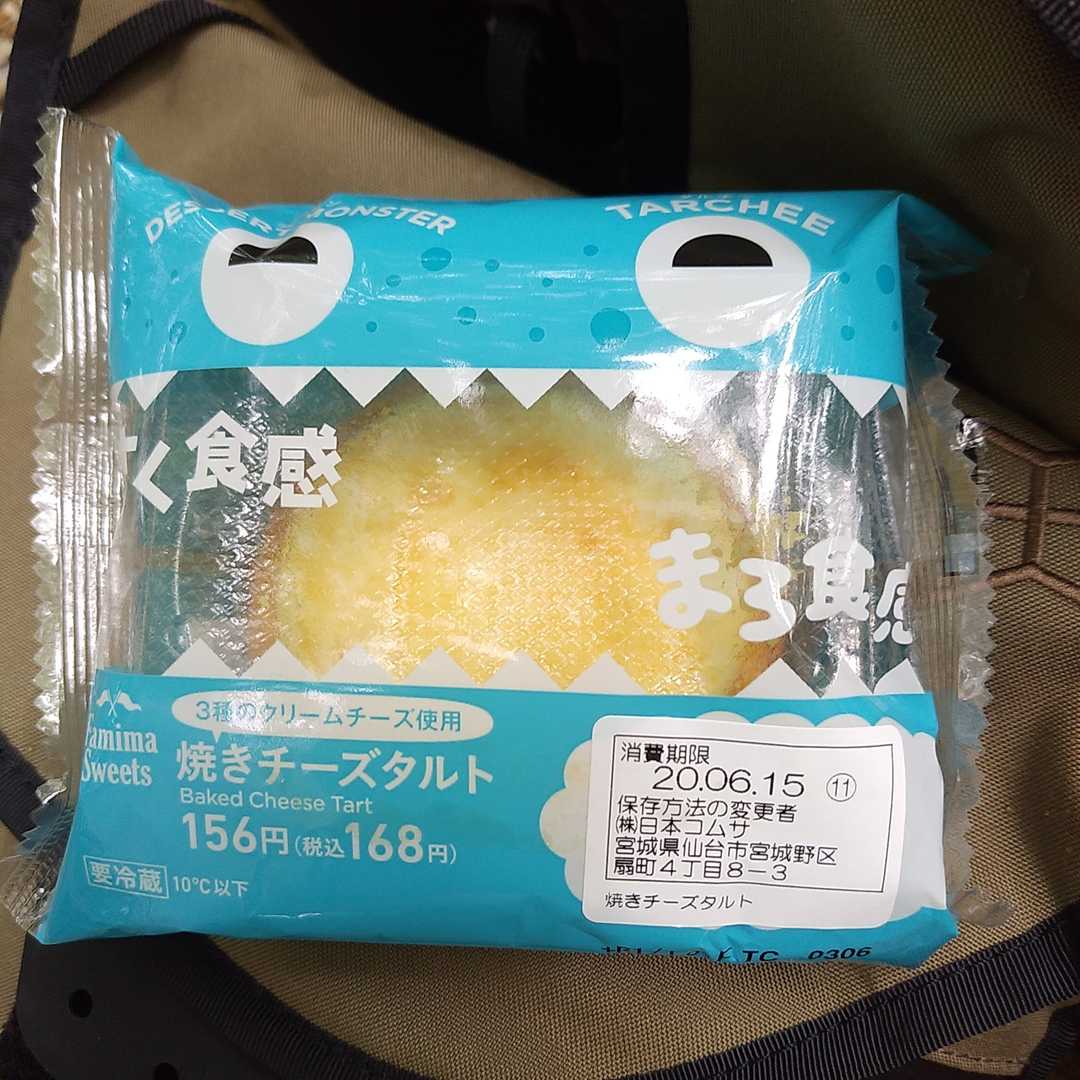 DESSERT MONSTER
TARCHEE
く食感
まろ食感
3種のクリームチーズ使用
Famima
Sweets
焼きチーズタルト
Baked Cheese Tart
156円(税込168円)
要冷蔵 10℃以下
消費期限
20.06.15 ⑪
保存方法の変更者
㈱日本コムサ
宮城県仙台市宮城野区
扇町4丁目8-3
焼きチーズタルト
TC 0306